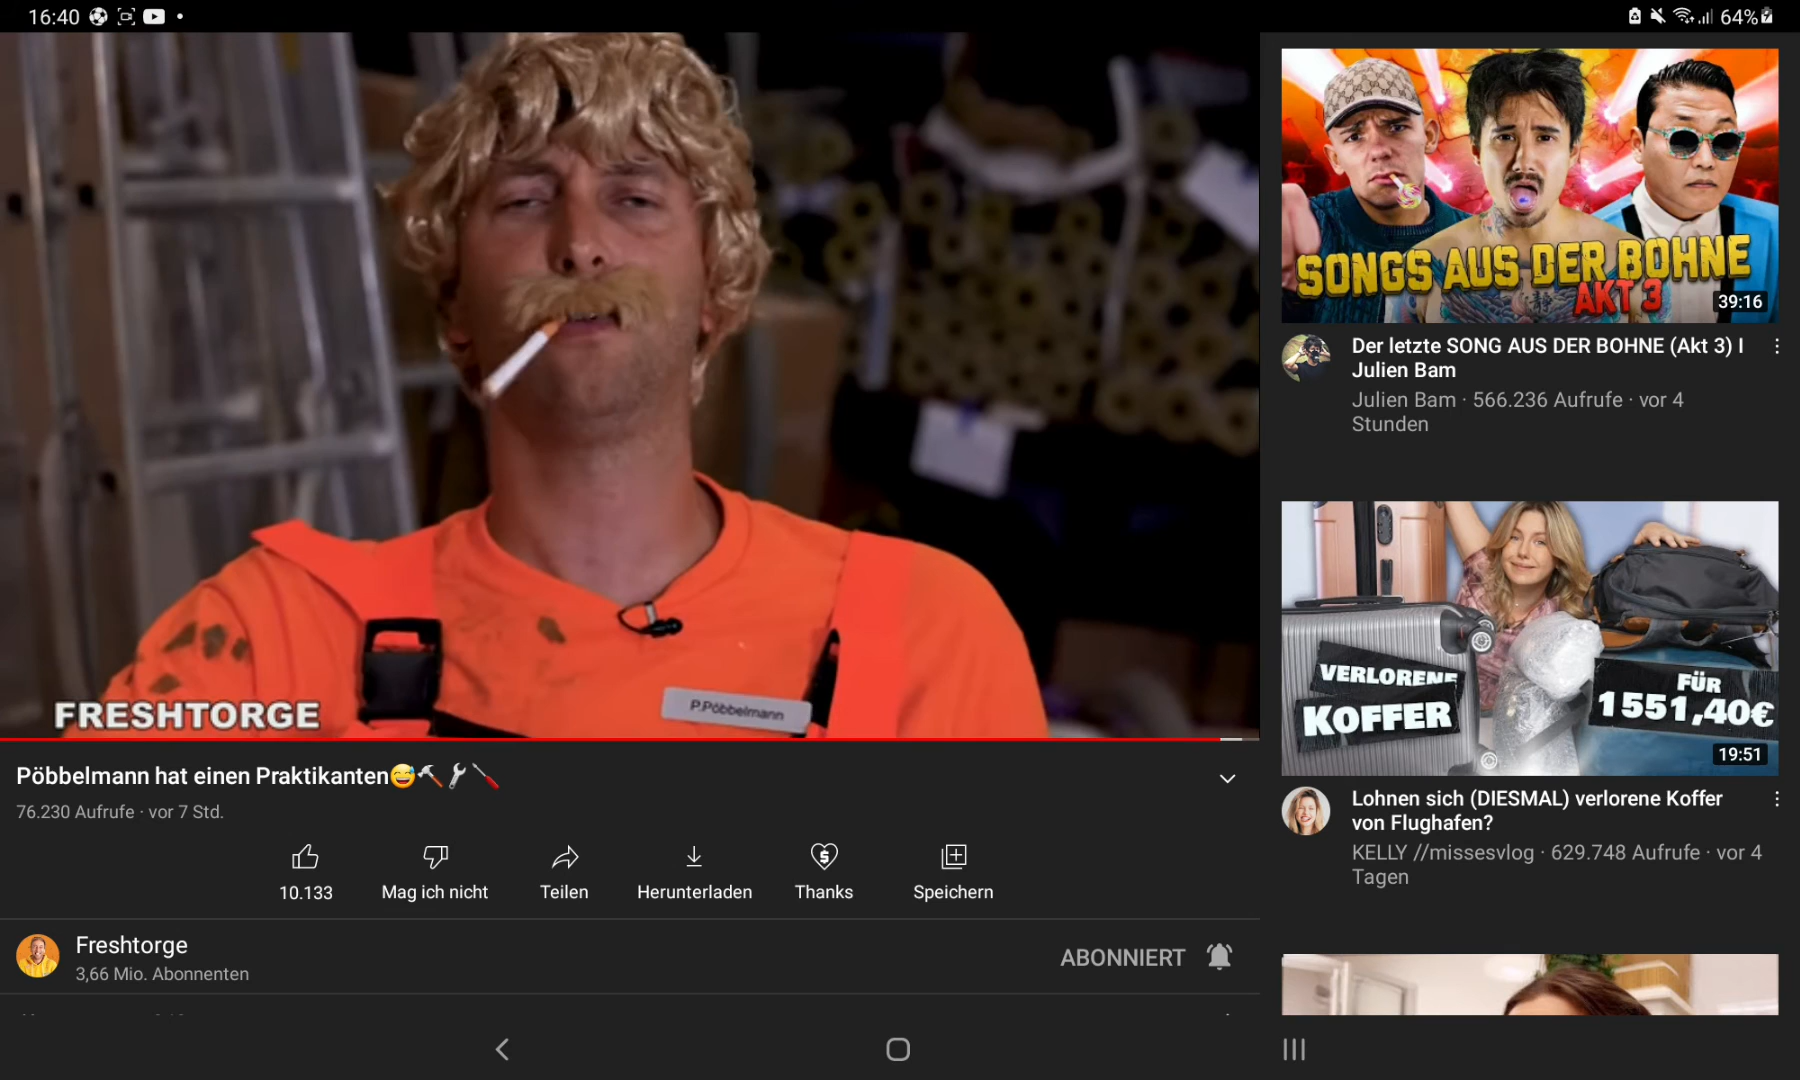 16:40
64%
FRESHTORGE
P.Pöbbelmann
Pöbbelmann hat einen Praktikanten😅🔨🔧🪛
76.230 Aufrufe · vor 7 Std.
10.133
Mag ich nicht
Teilen
Herunterladen
Thanks
Speichern
Freshtorge
3,66 Mio. Abonnenten
ABONNIERT
SONGS AUS DER BOHNE
AKT 3
39:16
Der letzte SONG AUS DER BOHNE (Akt 3) I
Julien Bam
Julien Bam · 566.236 Aufrufe · vor 4
Stunden
VERLORENE
KOFFER
FÜR
1551,40€
19:51
Lohnen sich (DIESMAL) verlorene Koffer
von Flughafen?
KELLY //missesvlog · 629.748 Aufrufe · vor 4
Tagen